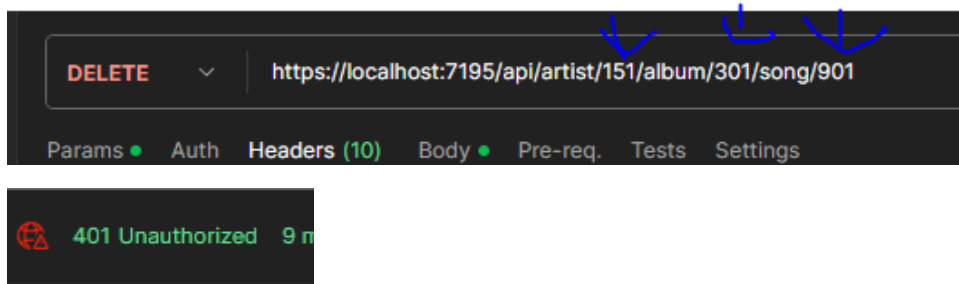 DELETE https://localhost:7195/api/artist/151/album/301/song/901
Params Auth Headers (10) Body Pre-req. Tests Settings
401 Unauthorized 9